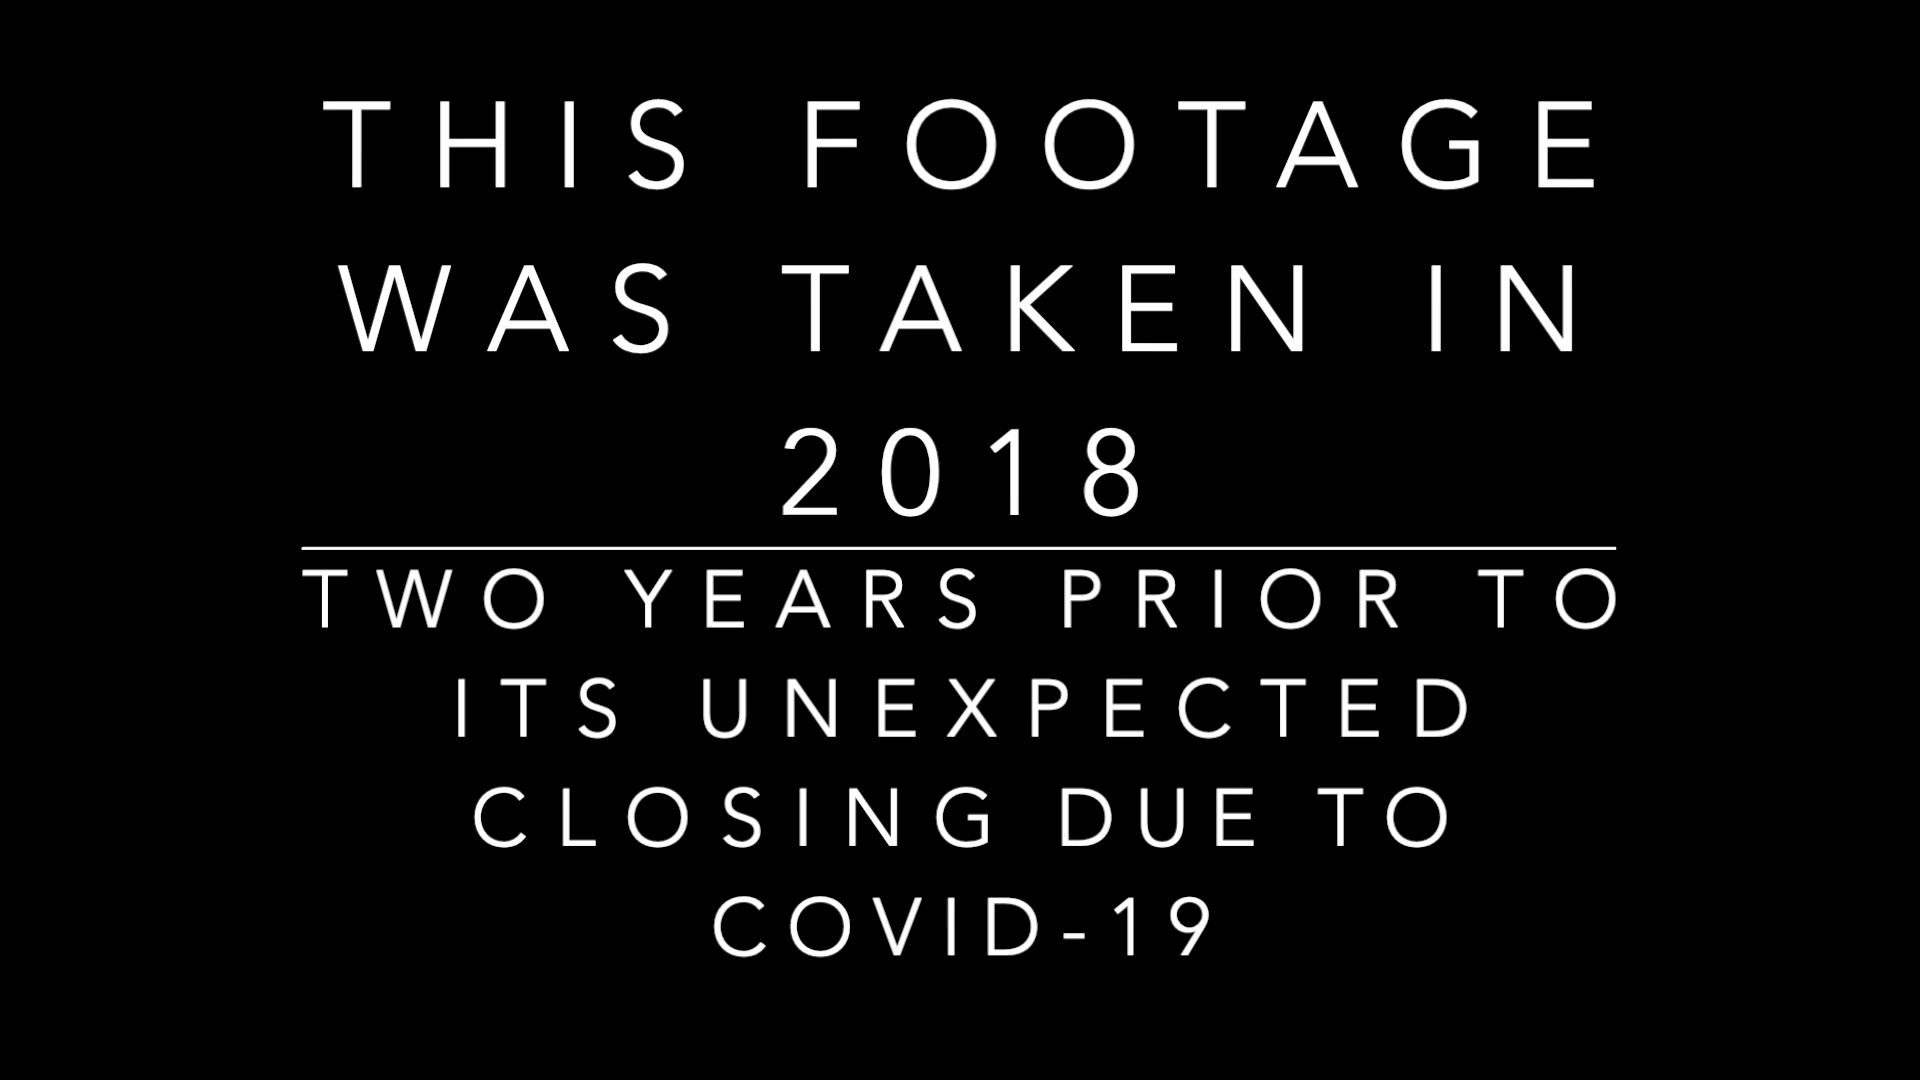 THIS FOOTAGE
WAS TAKEN IN
2018
TWO YEARS PRIOR TO
ITS UNEXPECTED
CLOSING DUE TO
COVID-19